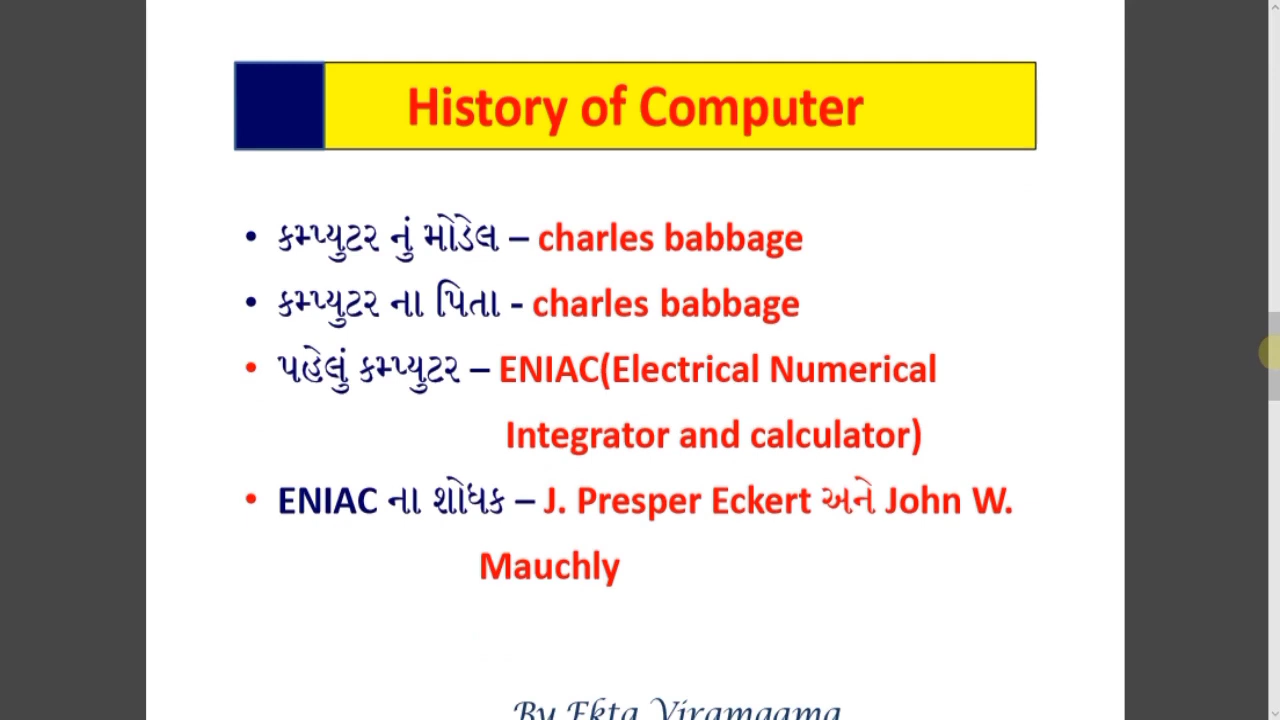 History of Computer
• કમ્પ્યુટર નું મોડેલ – charles babbage
• કમ્પ્યુટર ના પિતા - charles babbage
• પહેલું કમ્પ્યુટર – ENIAC(Electrical Numerical
Integrator and calculator)
• ENIAC ના શોધક – J. Presper Eckert અને John W.
Mauchly
By Ekta Viramgama